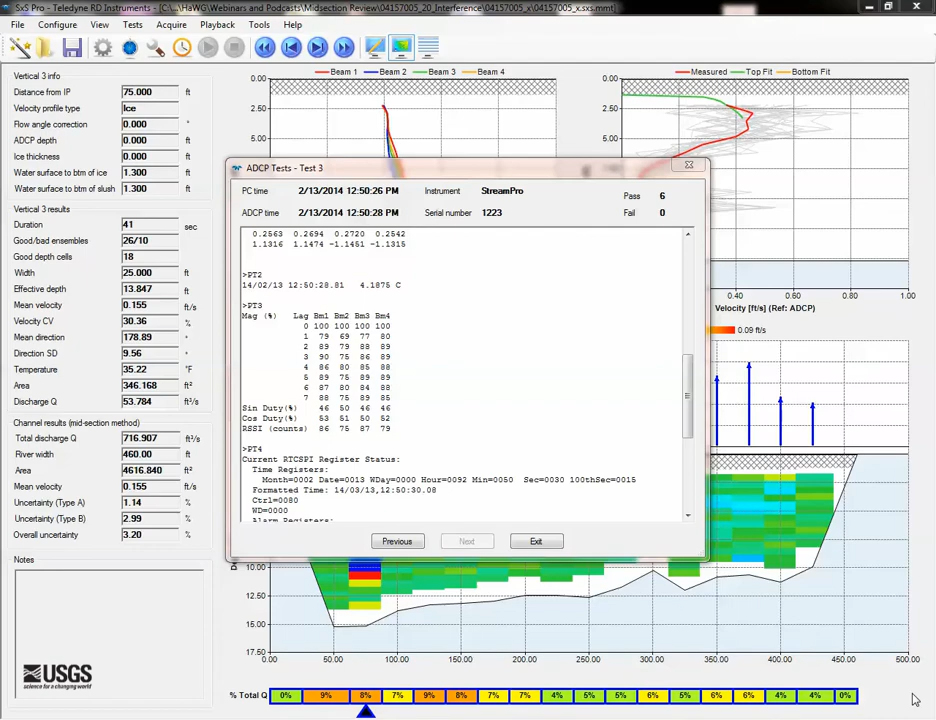 SxS Pro - Teledyne RD Instruments - [C:\...\HaWG\Webinars and Podcasts\Midsection Review\04157005_20_Interference\04157005_x\04157005_x.sxs.mmt]
File Configure View Tests Acquire Playback Tools Help
Vertical 3 info
Distance from IP 75.000 ft
Velocity profile type Ice
Flow angle correction 0.000 °
ADCP depth 0.000 ft
Ice thickness 0.000 ft
Water surface to btm of ice 1.300 ft
Water surface to btm of slush 1.300 ft
Vertical 3 results
Duration 41 sec
Good/bad ensembles 26/10
Good depth cells 18
Width 25.000 ft
Effective depth 13.847 ft
Mean velocity 0.155 ft/s
Velocity CV 30.36 %
Mean direction 178.89 °
Direction SD 9.56 °
Temperature 35.22 °F
Area 346.168 ft²
Discharge Q 53.784 ft³/s
Channel results (mid-section method)
Total discharge Q 716.907 ft³/s
River width 460.00 ft
Area 4616.840 ft²
Mean velocity 0.155 ft/s
Uncertainty (Type A) 1.14 %
Uncertainty (Type B) 2.99 %
Overall uncertainty 3.20 %
Notes
USGS
science for a changing world
Beam 1 Beam 2 Beam 3 Beam 4
0.00
2.50
5.00
Measured Top Fit Bottom Fit
0.00
2.50
5.00
0.40 0.60 0.80 1.00
Velocity [ft/s] (Ref: ADCP)
0.09 ft/s
ADCP Tests - Test 3
PC time 2/13/2014 12:50:26 PM Instrument StreamPro Pass 6
ADCP time 2/13/2014 12:50:28 PM Serial number 1223 Fail 0
0.2563 0.2694 0.2720 0.2542
1.1316 1.1474 -1.1451 -1.1315
>PT2
14/02/13 12:50:28.81 4.1875 C
>PT3
Mag (%) Lag Bm1 Bm2 Bm3 Bm4
0 100 100 100 100
1 79 69 77 80
2 89 79 88 89
3 90 75 86 89
4 86 80 85 88
5 89 75 89 89
6 87 80 84 88
7 88 75 89 85
Sin Duty(%) 46 50 46 46
Cos Duty(%) 53 51 50 52
RSSI (counts) 86 75 87 79
>PT4
Current RTCSPI Register Status:
Time Registers:
Month=0002 Date=0013 WDay=0000 Hour=0092 Min=0050 Sec=0030 100thSec=0015
Formatted Time: 14/03/13,12:50:30.08
Ctrl=0080
WD=0000
Alarm Registers:
Previous Next Exit
10.00
12.50
15.00
17.50
0.00 50.00 100.00 150.00 200.00 250.00 300.00 350.00 400.00 450.00 500.00
% Total Q 0% 9% 8% 7% 9% 8% 7% 7% 4% 5% 5% 6% 5% 6% 6% 4% 4% 0%